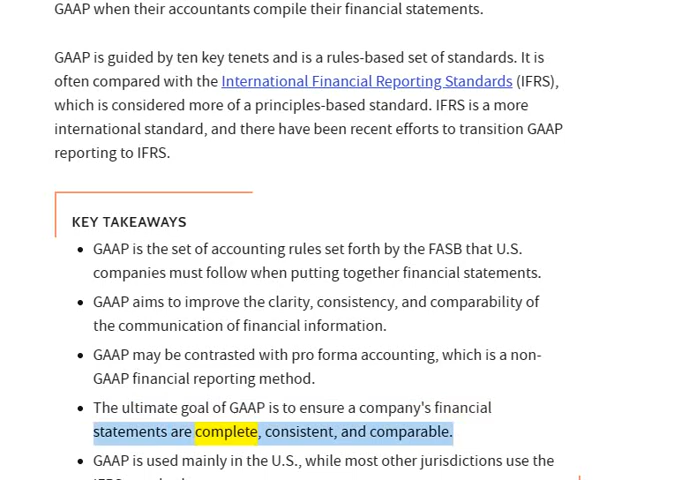 GAAP when their accountants compile their financial statements.
GAAP is guided by ten key tenets and is a rules-based set of standards. It is
often compared with the International Financial Reporting Standards (IFRS),
which is considered more of a principles-based standard. IFRS is a more
international standard, and there have been recent efforts to transition GAAP
reporting to IFRS.
KEY TAKEAWAYS
• GAAP is the set of accounting rules set forth by the FASB that U.S.
companies must follow when putting together financial statements.
• GAAP aims to improve the clarity, consistency, and comparability of
the communication of financial information.
• GAAP may be contrasted with pro forma accounting, which is a non-
GAAP financial reporting method.
• The ultimate goal of GAAP is to ensure a company's financial
statements are complete, consistent, and comparable.
• GAAP is used mainly in the U.S., while most other jurisdictions use the